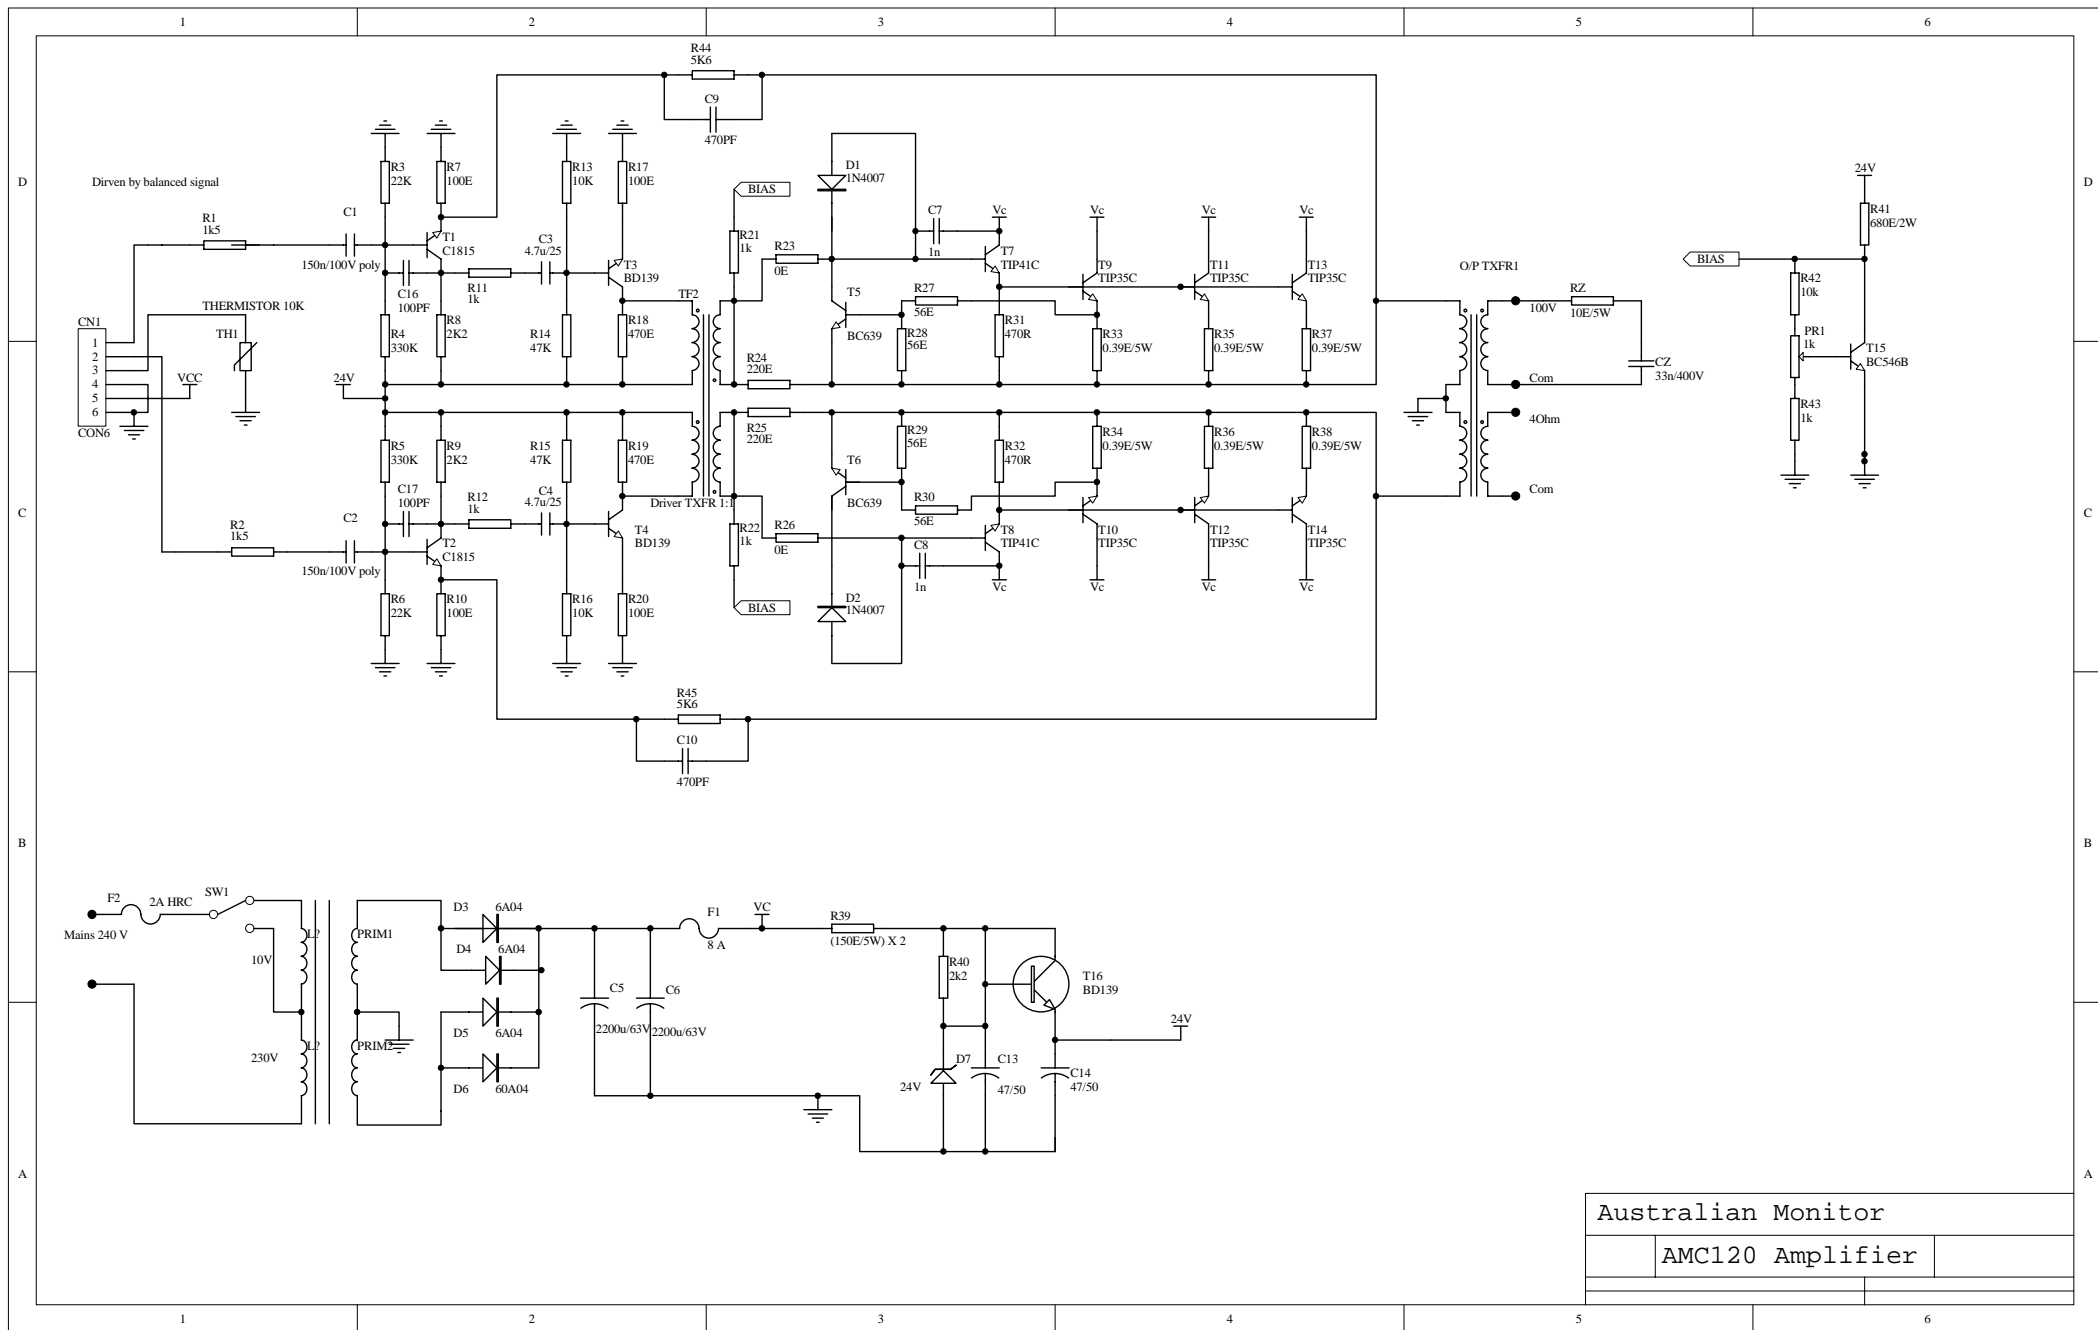 1 2 3 4 5 6
R44
5K6
C9
470PF
D
Dirven by balanced signal
R3
22K
R7
100E
R13
10K
R17
100E
D1
1N4007
BIAS
24V
D
R1
1k5
C1
150n/100V poly
T1
C1815
C3
4.7u/25
T3
BD139
R21
1k
R23
0E
C7
1n
Vc
Vc
Vc
Vc
T7
TIP41C
T9
TIP35C
T11
TIP35C
T13
TIP35C
R41
680E/2W
BIAS
O/P TXFR1
C16
100PF
R11
1k
TF2
T5
BC639
R27
56E
R42
10k
THERMISTOR 10K
TH1
CN1
1
2
3
4
5
6
CON6
VCC
24V
R4
330K
R8
2K2
R14
47K
R18
470E
R24
220E
R28
56E
R31
470R
R33
0.39E/5W
R35
0.39E/5W
R37
0.39E/5W
100V
RZ
10E/5W
CZ
33n/400V
Com
PR1
1k
T15
BC546B
R43
1k
R5
330K
R9
2K2
R15
47K
R19
470E
R25
220E
R29
56E
R32
470R
R34
0.39E/5W
R36
0.39E/5W
R38
0.39E/5W
4Ohm
C
C17
100PF
R12
1k
C4
4.7u/25
Driver TXFR 1:1
T6
BC639
R30
56E
Com
C
R2
1k5
C2
150n/100V poly
T2
C1815
T4
BD139
R22
1k
R26
0E
C8
1n
T8
TIP41C
T10
TIP35C
T12
TIP35C
T14
TIP35C
Vc
Vc
Vc
Vc
R6
22K
R10
100E
R16
10K
R20
100E
BIAS
D2
1N4007
R45
5K6
C10
470PF
B
B
F2
2A HRC
SW1
Mains 240 V
10V
230V
L?
L?
PRIM1
PRIM2
D3
6A04
D4
6A04
D5
6A04
D6
60A04
C5
2200u/63V
C6
2200u/63V
F1
8 A
VC
R39
(150E/5W) X 2
R40
2k2
T16
BD139
24V
D7
24V
C13
47/50
C14
47/50
A
A
Australian Monitor
AMC120 Amplifier
1 2 3 4 5 6